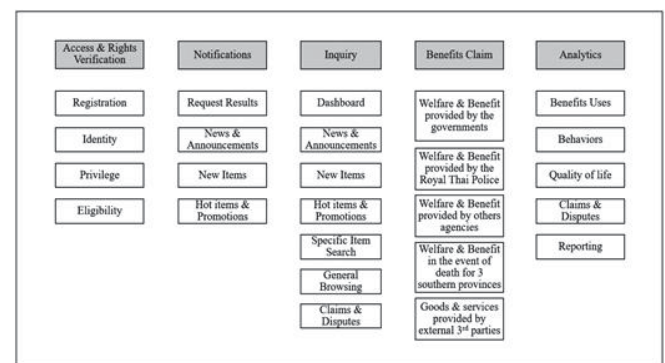 Access & Rights
Verification
Registration
Identity
Privilege
Eligibility
Notifications
Request Results
News &
Announcements
New Items
Hot items &
Promotions
Inquiry
Dashboard
News &
Announcements
New Items
Hot items &
Promotions
Specific Item
Search
General
Browsing
Claims &
Disputes
Benefits Claim
Welfare & Benefit
provided by the
governments
Welfare & Benefit
provided by the
Royal Thai Police
Welfare & Benefit
provided by others
agencies
Welfare & Benefit
in the event of
death for 3
southern provinces
Goods & services
provided by
external 3rd parties
Analytics
Benefits Uses
Behaviors
Quality of life
Claims &
Disputes
Reporting